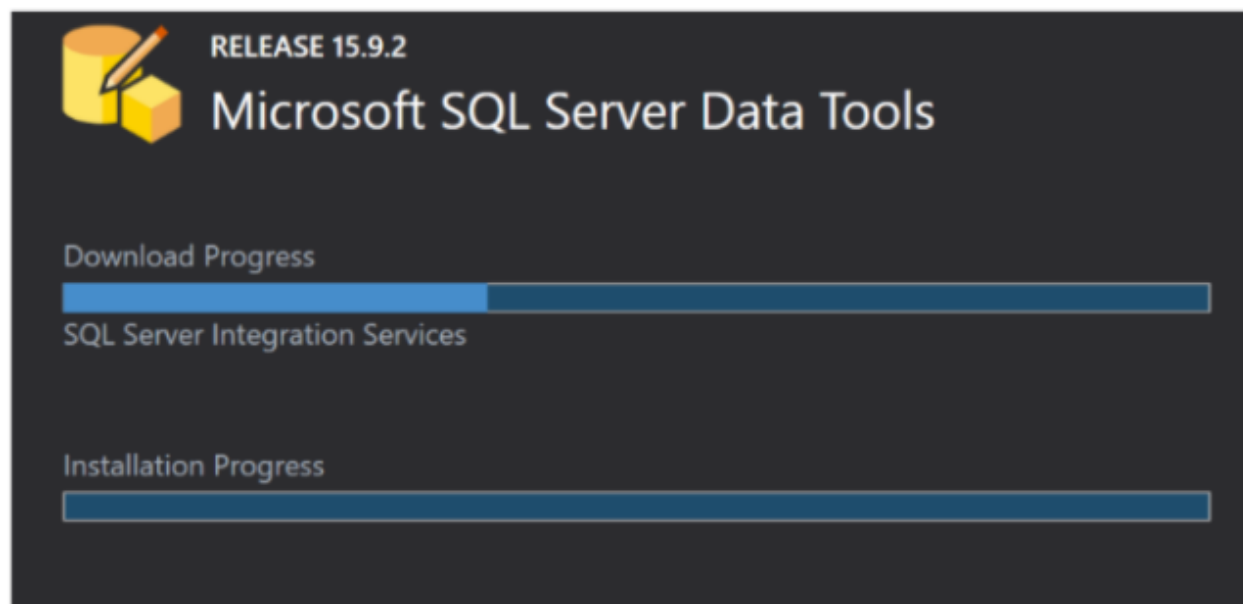 RELEASE 15.9.2
Microsoft SQL Server Data Tools
Download Progress
SQL Server Integration Services
Installation Progress